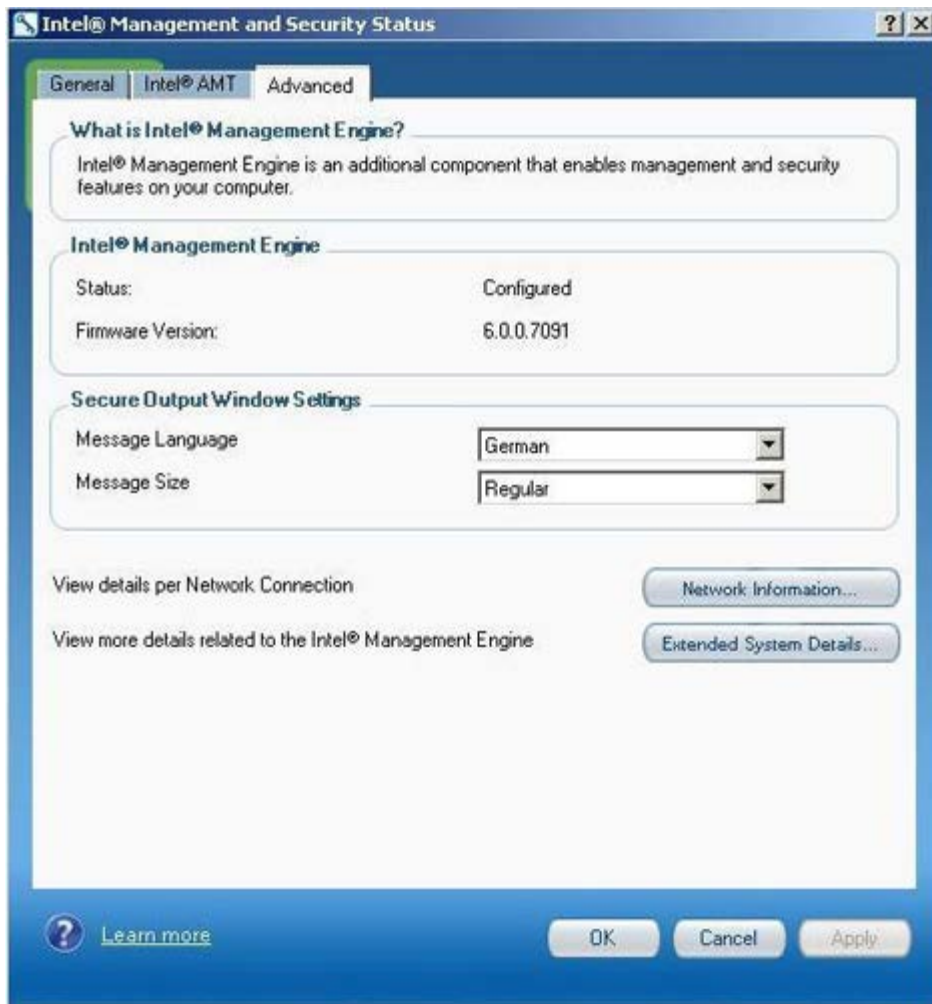 Intel® Management and Security Status
General
Intel® AMT
Advanced
What is Intel® Management Engine?
Intel® Management Engine is an additional component that enables management and security
features on your computer.
Intel® Management Engine
Status: Configured
Firmware Version: 6.0.0.7091
Secure Output Window Settings
Message Language German
Message Size Regular
View details per Network Connection Network Information...
View more details related to the Intel® Management Engine Extended System Details...
? Learn more
OK Cancel Apply